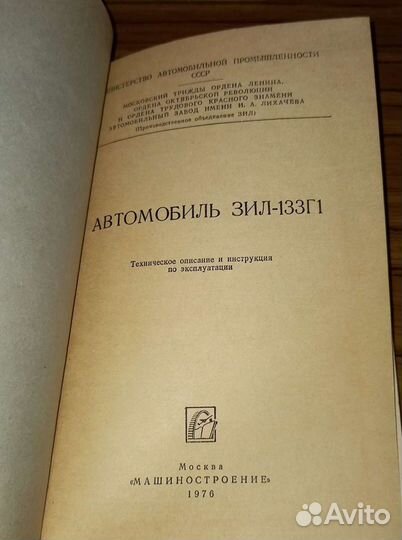 МИНИСТЕРСТВО АВТОМОБИЛЬНОЙ ПРОМЫШЛЕННОСТИ
СССР
МОСКОВСКИЙ ТРИЖДЫ ОРДЕНА ЛЕНИНА,
ОРДЕНА ОКТЯБРЬСКОЙ РЕВОЛЮЦИИ
И ОРДЕНА ТРУДОВОГО КРАСНОГО ЗНАМЕНИ
АВТОМОБИЛЬНЫЙ ЗАВОД ИМЕНИ И. А. ЛИХАЧЕВА
(Производственное объединение ЗИЛ)
АВТОМОБИЛЬ ЗИЛ-133Г1
Техническое описание и инструкция
по эксплуатации
Москва
«МАШИНОСТРОЕНИЕ»
1976
Avito